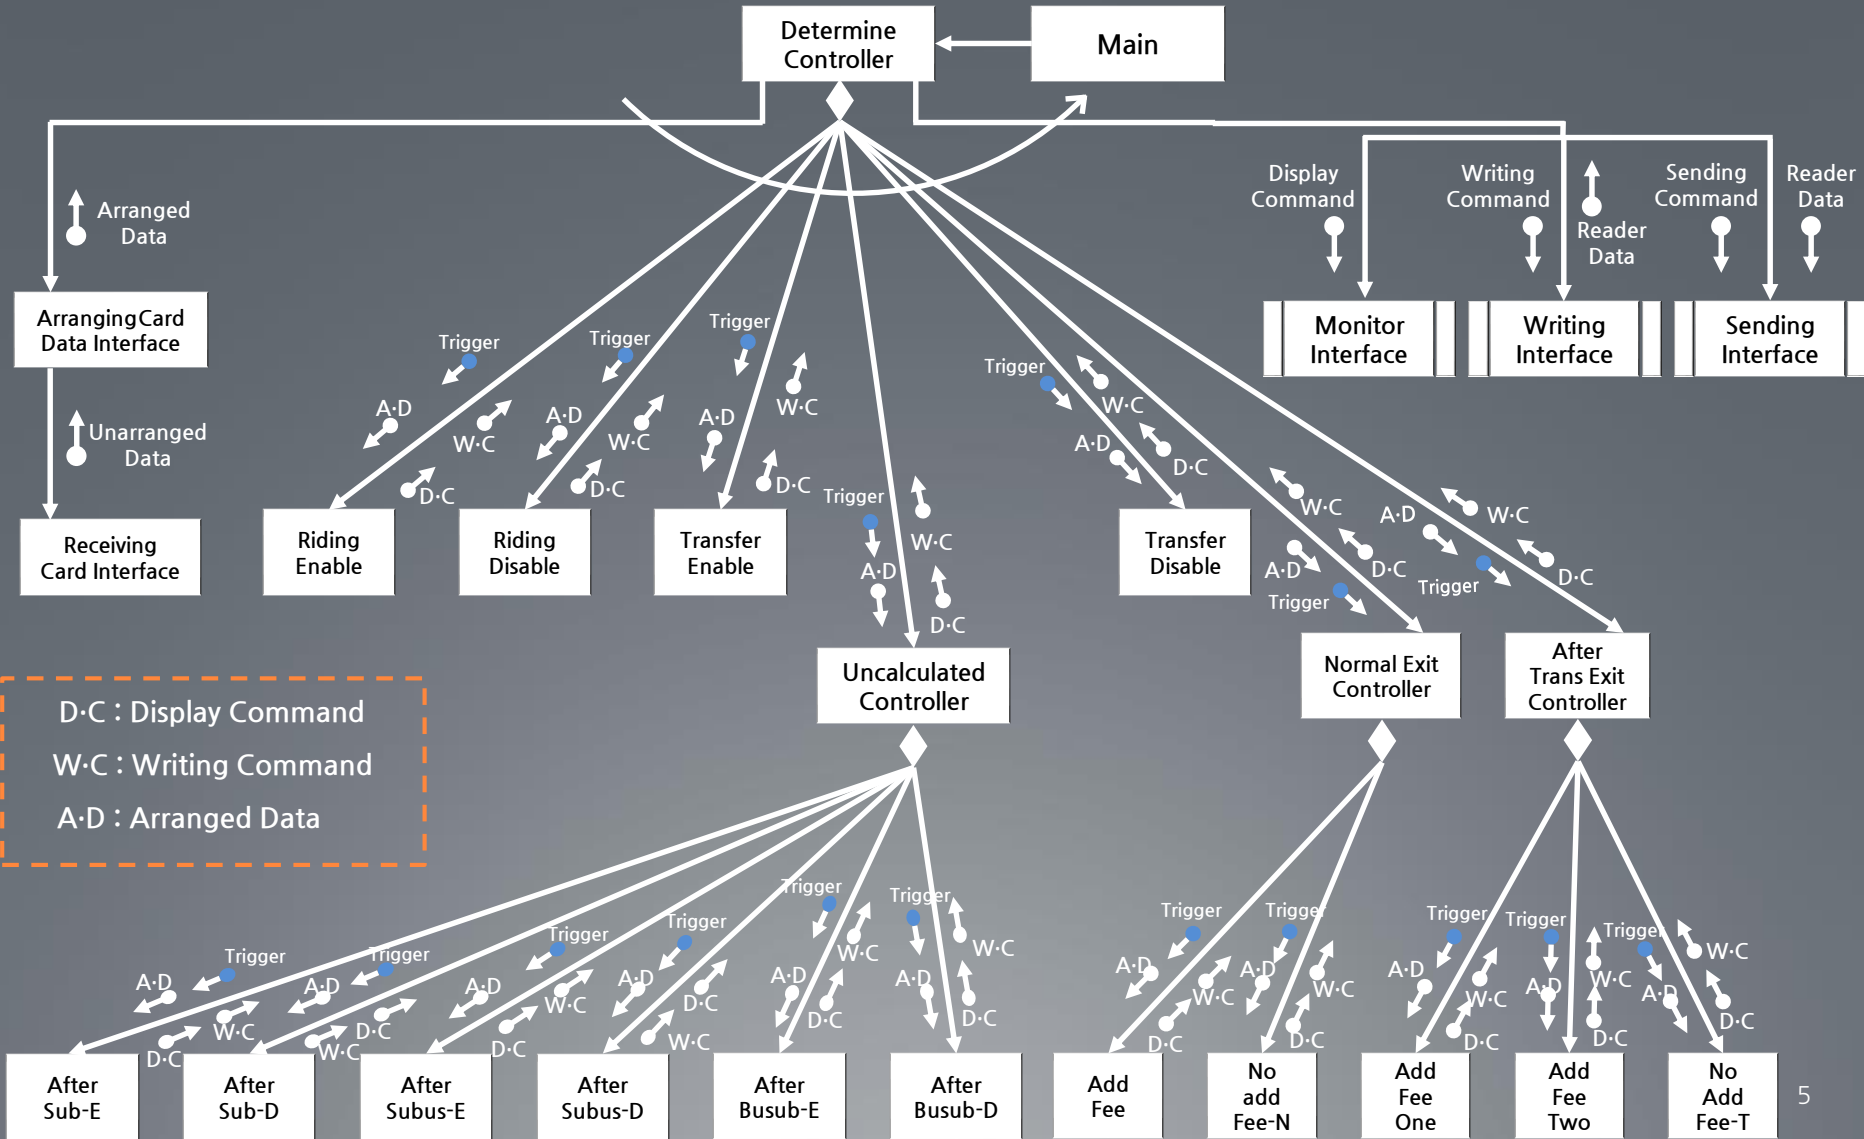 Determine
Controller
Main
Arranged
Data
Display
Command
Writing
Command
Reader
Data
Sending
Command
Reader
Data
Arranging Card
Data Interface
Monitor
Interface
Writing
Interface
Sending
Interface
Trigger
A·D
W·C
D·C
Trigger
A·D
W·C
D·C
Trigger
A·D
W·C
D·C
Trigger
W·C
A·D
D·C
Trigger
W·C
A·D
D·C
W·C
A·D
D·C
Trigger
A·D
W·C
Trigger
D·C
Unarranged
Data
Receiving
Card Interface
Riding
Enable
Riding
Disable
Transfer
Enable
Transfer
Disable
Uncalculated
Controller
Normal Exit
Controller
After
Trans Exit
Controller
D·C : Display Command
W·C : Writing Command
A·D : Arranged Data
Trigger
A·D
W·C
D·C
Trigger
A·D
D·C
W·C
Trigger
A·D
W·C
D·C
Trigger
A·D
D·C
W·C
Trigger
W·C
A·D
D·C
Trigger
W·C
A·D
D·C
Trigger
A·D
W·C
D·C
Trigger
A·D
W·C
D·C
Trigger
A·D
W·C
D·C
Trigger
W·C
A·D
D·C
Trigger
W·C
A·D
D·C
After
Sub-E
After
Sub-D
After
Subus-E
After
Subus-D
After
Busub-E
After
Busub-D
Add
Fee
No
add
Fee-N
Add
Fee
One
Add
Fee
Two
No
Add
Fee-T
5